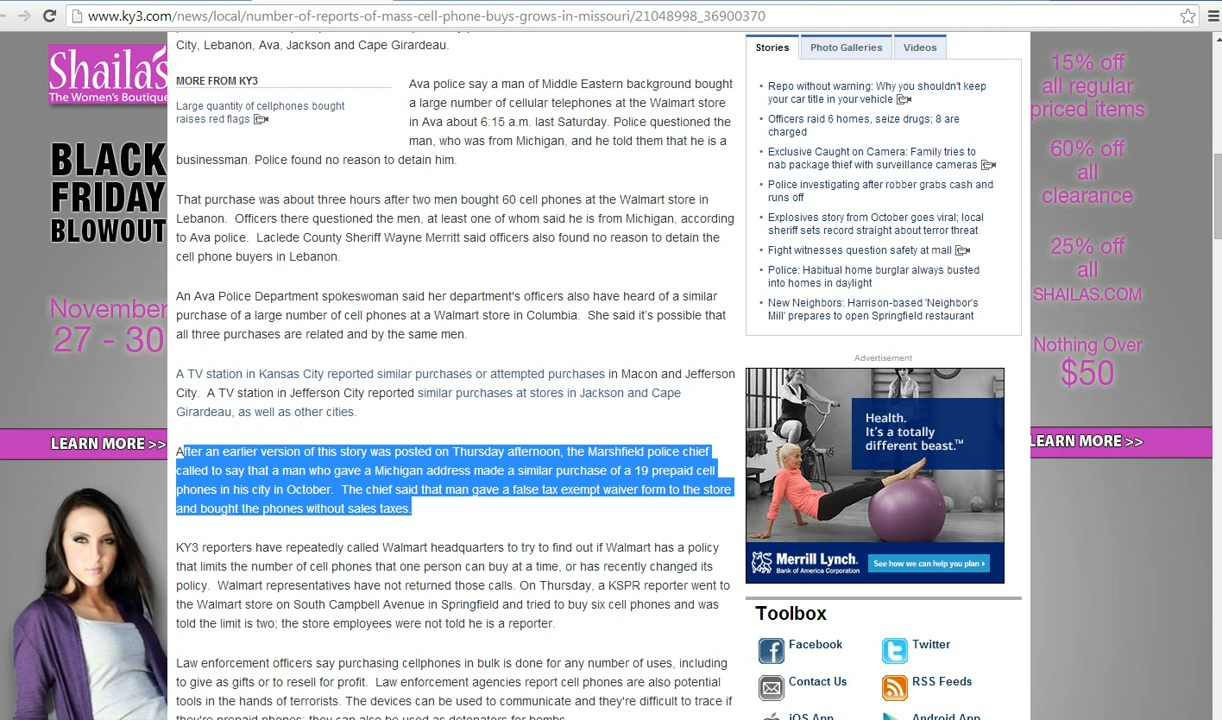 www.ky3.com/news/local/number-of-reports-of-mass-cell-phone-buys-grows-in-missouri/21048998_36900370
Shaila's
The Women's Boutique
BLACK
FRIDAY
BLOWOUT
November
27 - 30
LEARN MORE >>
City, Lebanon, Ava, Jackson and Cape Girardeau.
MORE FROM KY3
Large quantity of cellphones bought
raises red flags
Ava police say a man of Middle Eastern background bought
a large number of cellular telephones at the Walmart store
in Ava about 6:15 a.m. last Saturday. Police questioned the
man, who was from Michigan, and he told them that he is a
businessman. Police found no reason to detain him.
That purchase was about three hours after two men bought 60 cell phones at the Walmart store in
Lebanon. Officers there questioned the men, at least one of whom said he is from Michigan, according
to Ava police. Laclede County Sheriff Wayne Merritt said officers also found no reason to detain the
cell phone buyers in Lebanon.
An Ava Police Department spokeswoman said her department's officers also have heard of a similar
purchase of a large number of cell phones at a Walmart store in Columbia. She said it's possible that
all three purchases are related and by the same men.
A TV station in Kansas City reported similar purchases or attempted purchases in Macon and Jefferson
City. A TV station in Jefferson City reported similar purchases at stores in Jackson and Cape
Girardeau, as well as other cities.
After an earlier version of this story was posted on Thursday afternoon, the Marshfield police chief
called to say that a man who gave a Michigan address made a similar purchase of a 19 prepaid cell
phones in his city in October. The chief said that man gave a false tax exempt waiver form to the store
and bought the phones without sales taxes.
KY3 reporters have repeatedly called Walmart headquarters to try to find out if Walmart has a policy
that limits the number of cell phones that one person can buy at a time, or has recently changed its
policy. Walmart representatives have not returned those calls. On Thursday, a KSPR reporter went to
the Walmart store on South Campbell Avenue in Springfield and tried to buy six cell phones and was
told the limit is two; the store employees were not told he is a reporter.
Law enforcement officers say purchasing cellphones in bulk is done for any number of uses, including
to give as gifts or to resell for profit. Law enforcement agencies report cell phones are also potential
tools in the hands of terrorists. The devices can be used to communicate and they're difficult to trace if
they're prepaid phones; they can also be used as detonators for bombs.
Stories
Photo Galleries
Videos
Repo without warning: Why you shouldn't keep
your car title in your vehicle
Officers raid 6 homes, seize drugs; 8 are
charged
Exclusive Caught on Camera: Family tries to
nab package thief with surveillance cameras
Police investigating after robber grabs cash and
runs off
Explosives story from October goes viral; local
sheriff sets record straight about terror threat
Fight witnesses question safety at mall
Police: Habitual home burglar always busted
into homes in daylight
New Neighbors: Harrison-based 'Neighbor's
Mill' prepares to open Springfield restaurant
Advertisement
Health.
It's a totally
different beast.™
Merrill Lynch.
Bank of America Corporation
See how we can help you plan
Toolbox
Facebook
Twitter
Contact Us
RSS Feeds
iOS App
Android App
15% off
all regular
priced items
60% off
all
clearance
25% off
all
SHAILAS.COM
Nothing Over
$50
LEARN MORE >>